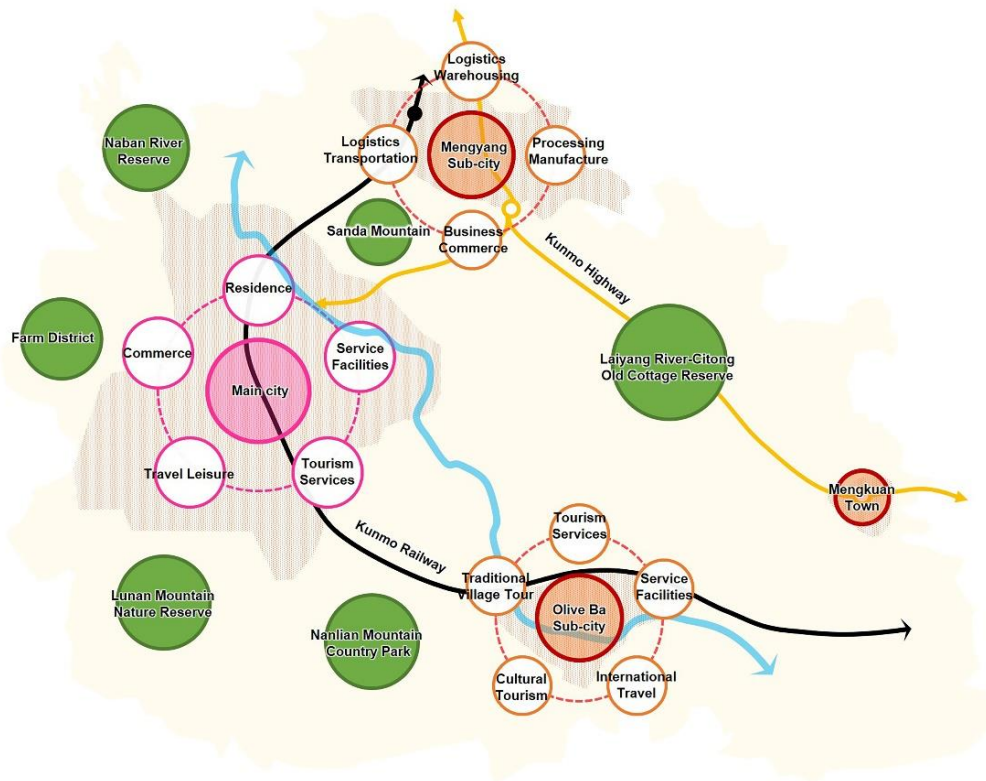 Logistics
Warehousing
Naban River
Reserve
Logistics
Transportation
Mengyang
Sub-city
Processing
Manufacture
Sanda Mountain
Business
Commerce
Kunmo Highway
Residence
Farm District
Commerce
Service
Facilities
Laiyang River-Citong
Old Cottage Reserve
Main city
Travel Leisure
Tourism
Services
Mengkuan
Town
Kunmo Railway
Tourism
Services
Traditional
Village Tour
Service
Facilities
Lunan Mountain
Nature Reserve
Olive Ba
Sub-city
Nanlian Mountain
Country Park
Cultural
Tourism
International
Travel